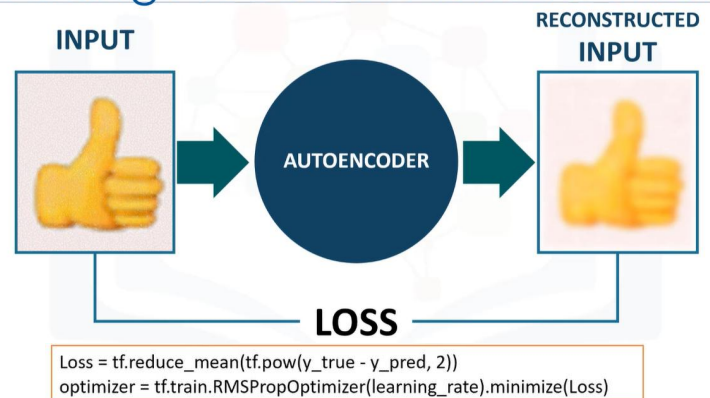 INPUT
RECONSTRUCTED
INPUT
AUTOENCODER
LOSS
Loss = tf.reduce_mean(tf.pow(y_true - y_pred, 2))
optimizer = tf.train.RMSPropOptimizer(learning_rate).minimize(Loss)